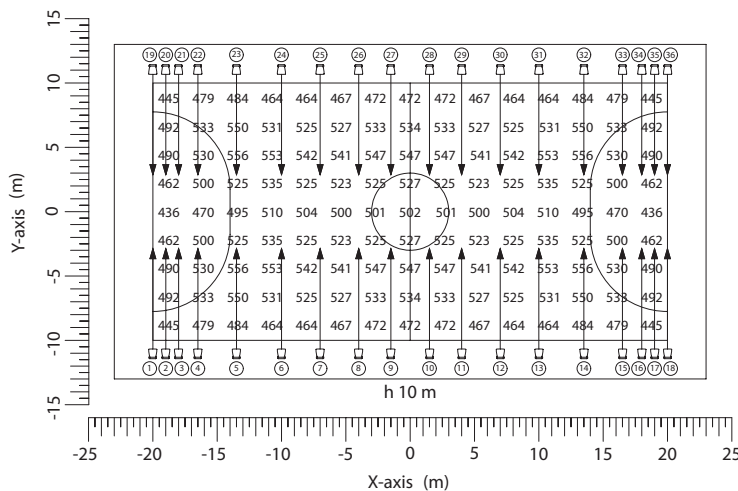 15
19 20 21 22 23 24 25 26 27 28 29 30 31 32 33 34 35 36
10
445 479 484 464 464 467 472 472 472 467 464 464 484 479 445
492 533 550 531 525 527 533 534 533 527 525 531 550 533 492
5
490 530 556 553 542 541 547 547 547 541 542 553 556 530 490
462 500 525 535 525 523 525 527 525 523 525 535 525 500 462
Y-axis (m)
0
436 470 495 510 504 500 501 502 501 500 504 510 495 470 436
462 500 525 535 525 523 525 527 525 523 525 535 525 500 462
-5
490 530 556 553 542 541 547 547 547 541 542 553 556 530 490
492 533 550 531 525 527 533 534 533 527 525 531 550 533 492
445 479 484 464 464 467 472 472 472 467 464 464 484 479 445
-10
1 2 3 4 5 6 7 8 9 10 11 12 13 14 15 16 17 18
h 10 m
-15
-25 -20 -15 -10 -5 0 5 10 15 20 25
X-axis (m)